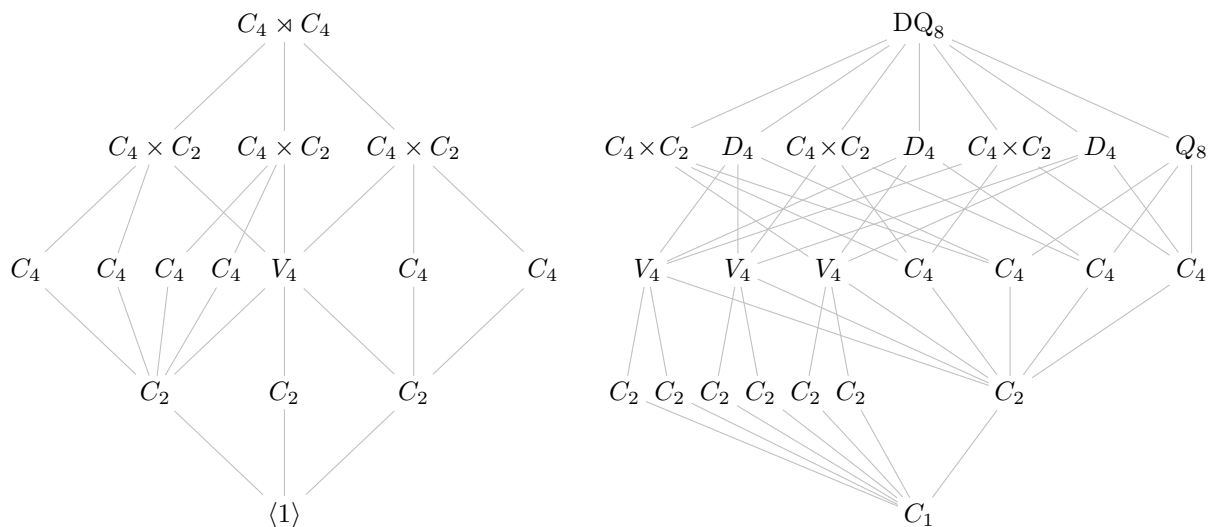 C₄ ⋊ C₄ DQ₈
C₄ × C₂ C₄ × C₂ C₄ × C₂ C₄×C₂ D₄ C₄×C₂ D₄ C₄×C₂ D₄ Q₈
C₄ C₄ C₄ C₄ V₄ C₄ C₄ V₄ V₄ V₄ C₄ C₄ C₄ C₄
C₂ C₂ C₂ C₂ C₂ C₂ C₂ C₂ C₂ C₂
⟨1⟩ C₁